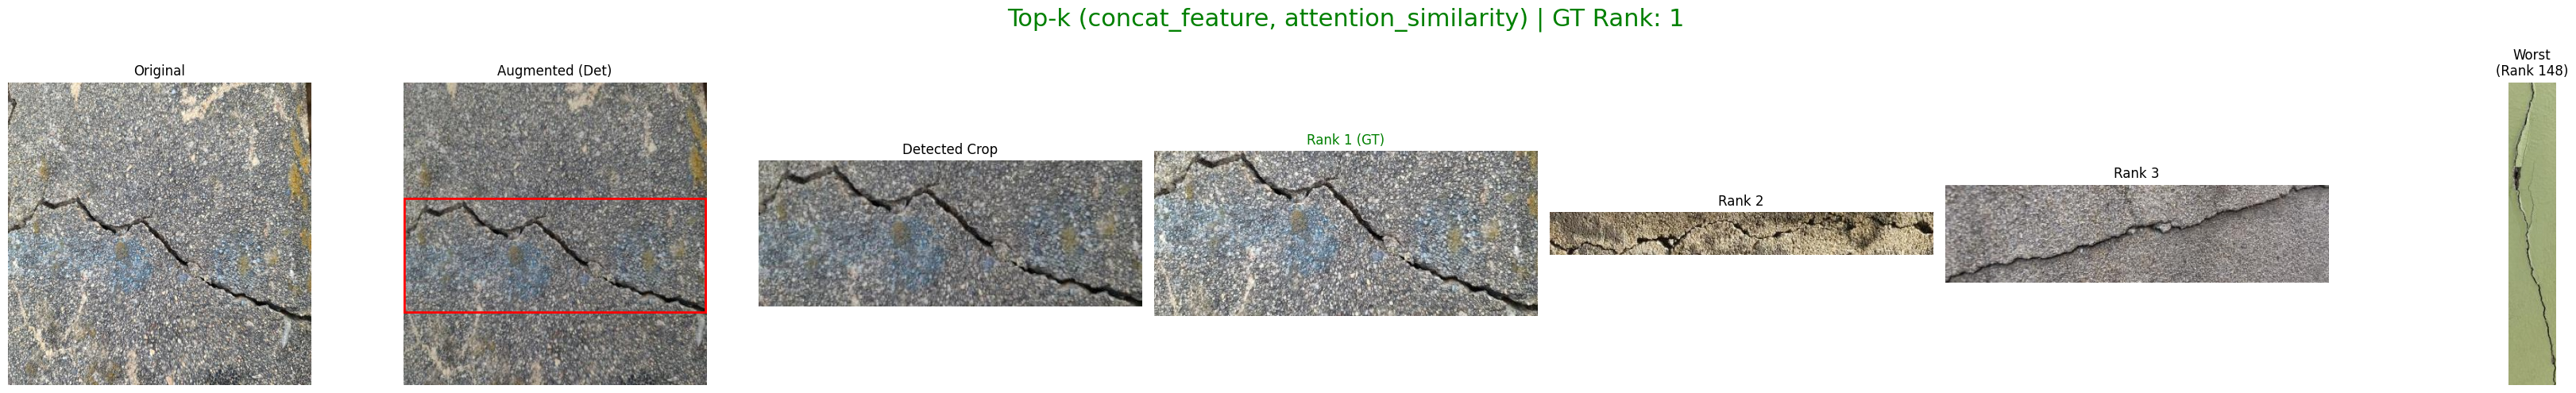 Top-k (concat_feature, attention_similarity) | GT Rank: 1
Original
Augmented (Det)
Detected Crop
Rank 1 (GT)
Rank 2
Rank 3
Worst
(Rank 148)